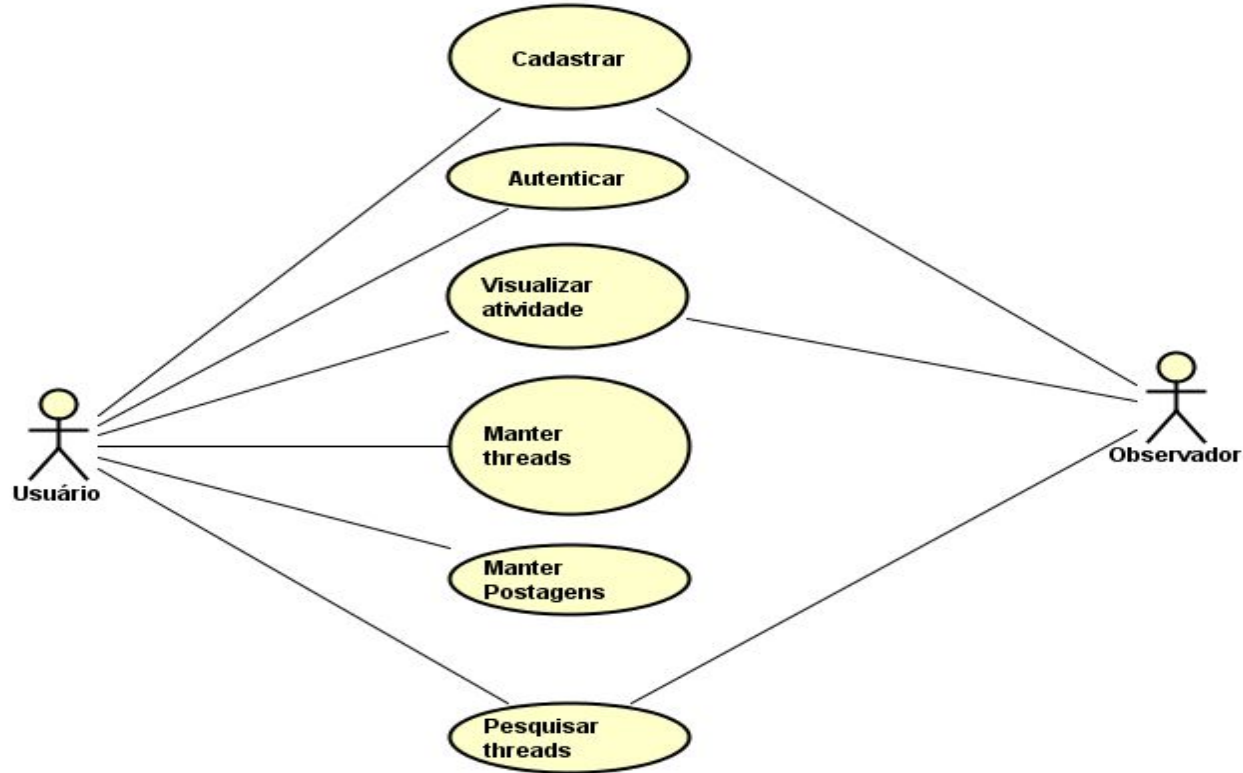 Cadastrar
Autenticar
Visualizar
atividade
Manter
threads
Usuário
Observador
Manter
Postagens
Pesquisar
threads